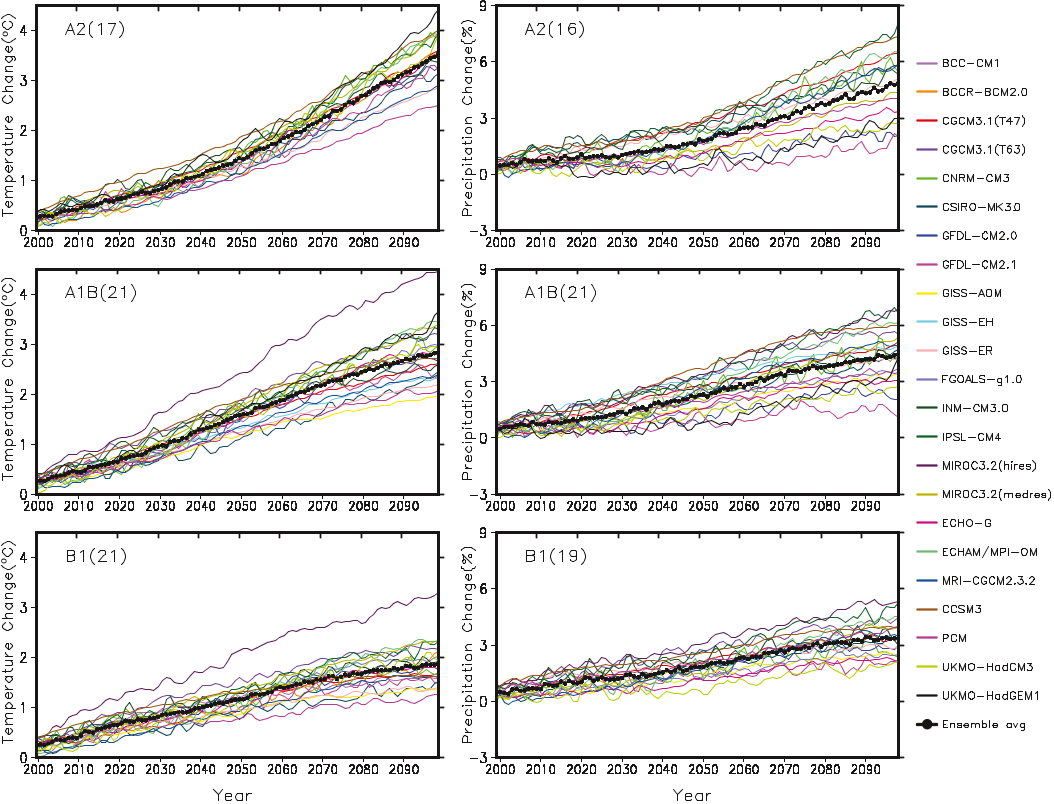 A2(17)
Temperature Change(°C)
4
3
2
1
0
2000 2010 2020 2030 2040 2050 2060 2070 2080 2090
A2(16)
Precipitation Change(%)
9
6
3
0
−3
2000 2010 2020 2030 2040 2050 2060 2070 2080 2090
A1B(21)
Temperature Change(°C)
4
3
2
1
0
2000 2010 2020 2030 2040 2050 2060 2070 2080 2090
A1B(21)
Precipitation Change(%)
9
6
3
0
−3
2000 2010 2020 2030 2040 2050 2060 2070 2080 2090
B1(21)
Temperature Change(°C)
4
3
2
1
0
2000 2010 2020 2030 2040 2050 2060 2070 2080 2090
Year
B1(19)
Precipitation Change(%)
9
6
3
0
−3
2000 2010 2020 2030 2040 2050 2060 2070 2080 2090
Year
BCC−CM1
BCCR−BCM2.0
CGCM3.1(T47)
CGCM3.1(T63)
CNRM−CM3
CSIRO−MK3.0
GFDL−CM2.0
GFDL−CM2.1
GISS−AOM
GISS−EH
GISS−ER
FGOALS−g1.0
INM−CM3.0
IPSL−CM4
MIROC3.2(hires)
MIROC3.2(medres)
ECHO−G
ECHAM/MPI−OM
MRI−CGCM2.3.2
CCSM3
PCM
UKMO−HadCM3
UKMO−HadGEM1
Ensemble avg